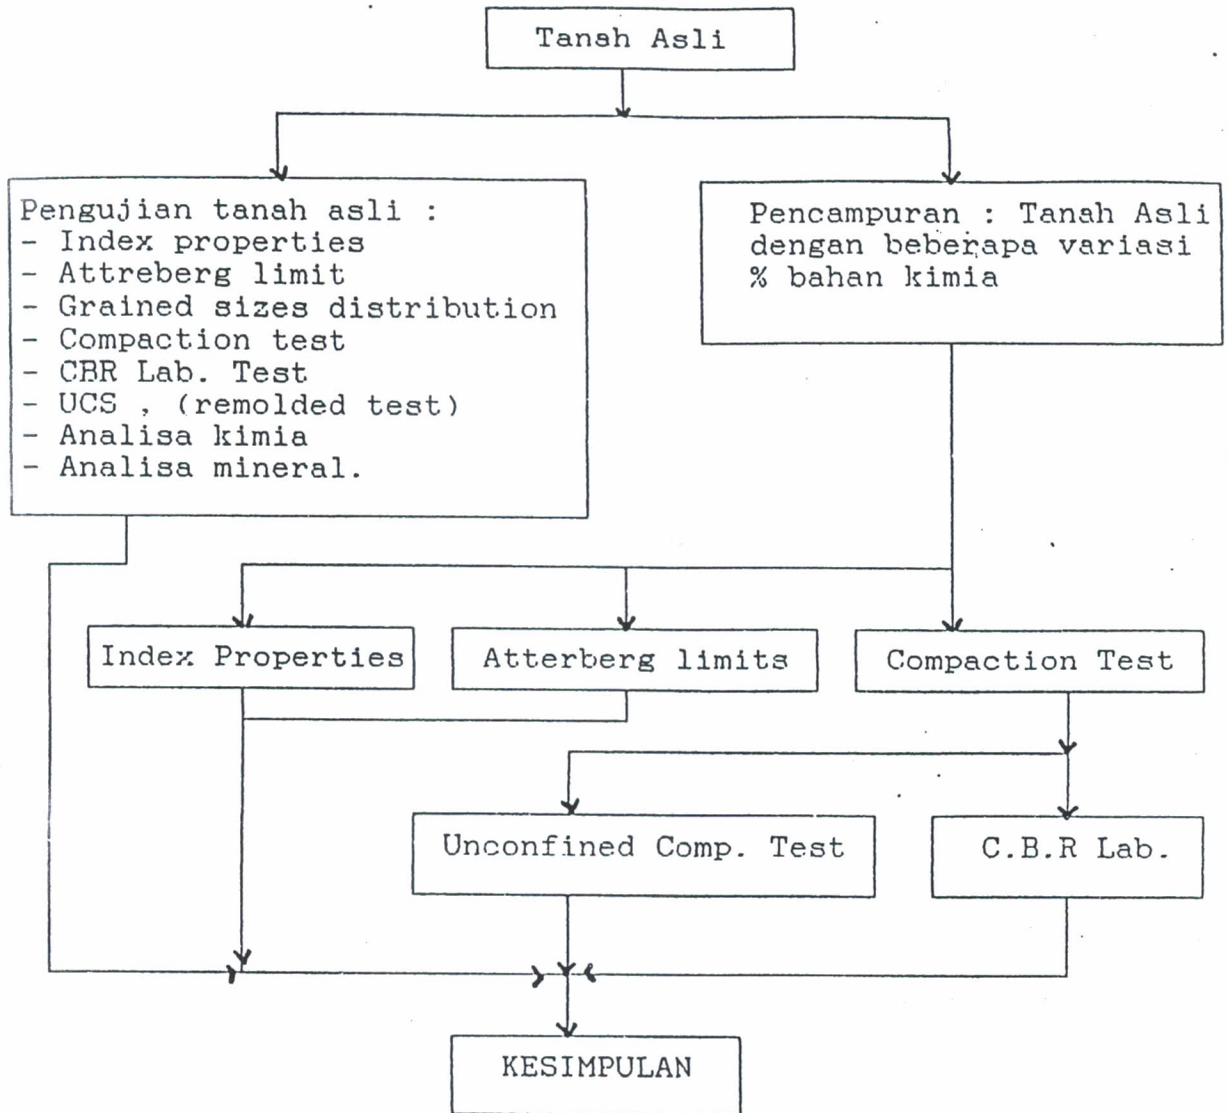 Tanah Asli
Pengujian tanah asli :
- Index properties
- Attreberg limit
- Grained sizes distribution
- Compaction test
- CBR Lab. Test
- UCS , (remolded test)
- Analisa kimia
- Analisa mineral.
Pencampuran : Tanah Asli
dengan beberapa variasi
% bahan kimia
Index Properties
Atterberg limits
Compaction Test
Unconfined Comp. Test
C.B.R Lab.
KESIMPULAN